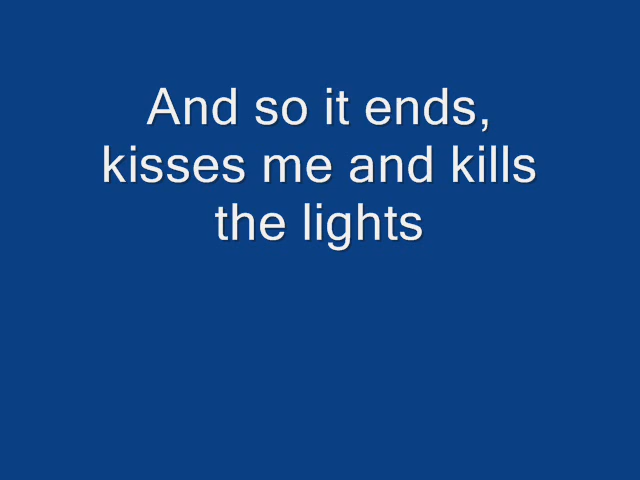 And so it ends,
kisses me and kills
the lights